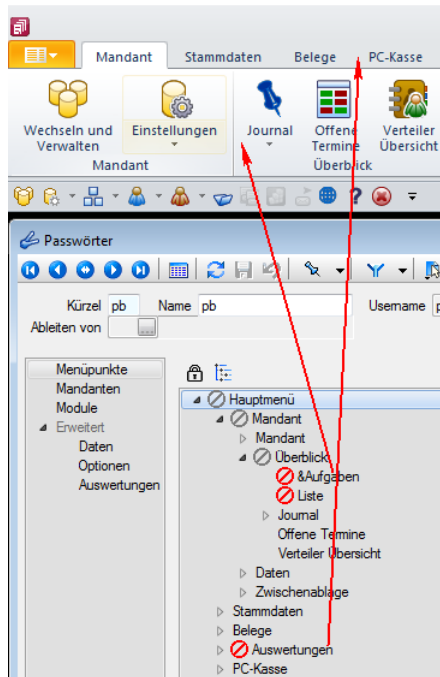 Mandant Stammdaten Belege PC-Kasse
Wechseln und Verwalten
Einstellungen
Journal
Offene Termine
Verteiler Übersicht
Mandant
Überblick
Passwörter
Kürzel pb Name pb Username p
Ableiten von ...
Menüpunkte
Mandanten
Module
Erweitert
Daten
Optionen
Auswertungen
Hauptmenü
Mandant
Mandant
Überblick
&Aufgaben
Liste
Journal
Offene Termine
Verteiler Übersicht
Daten
Zwischenablage
Stammdaten
Belege
Auswertungen
PC-Kasse